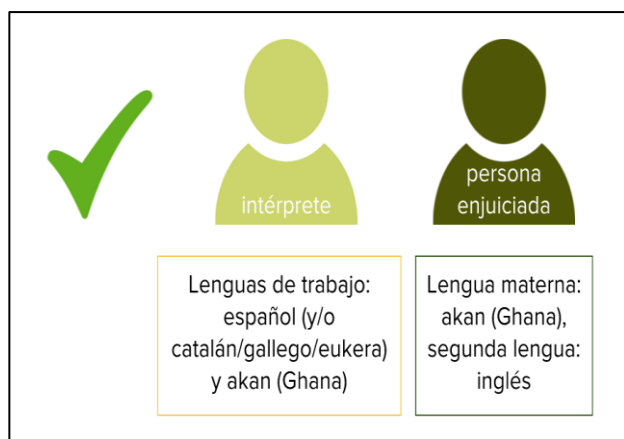 intérprete
persona
enjuiciada
Lenguas de trabajo:
español (y/o
catalán/gallego/eukera)
y akan (Ghana)
Lengua materna:
akan (Ghana),
segunda lengua:
inglés